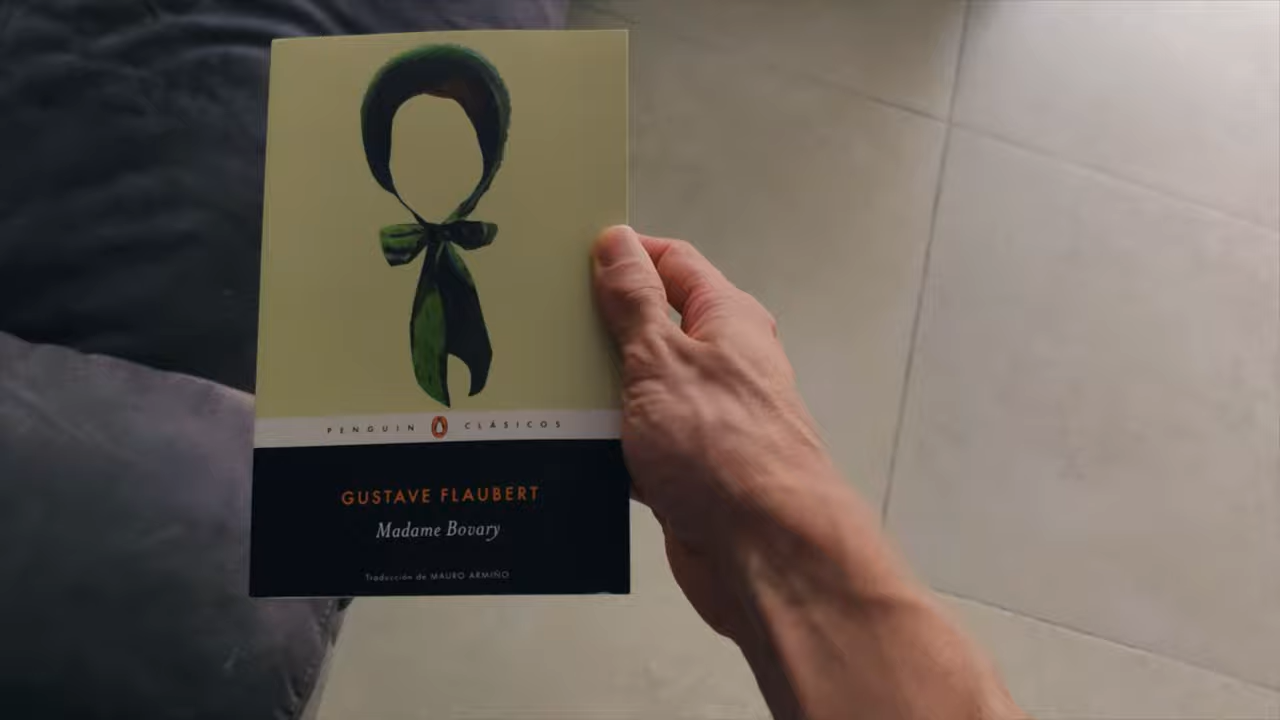 PENGUIN CLÁSICOS
GUSTAVE FLAUBERT
Madame Bovary
Traducción de MAURO ARMIÑO